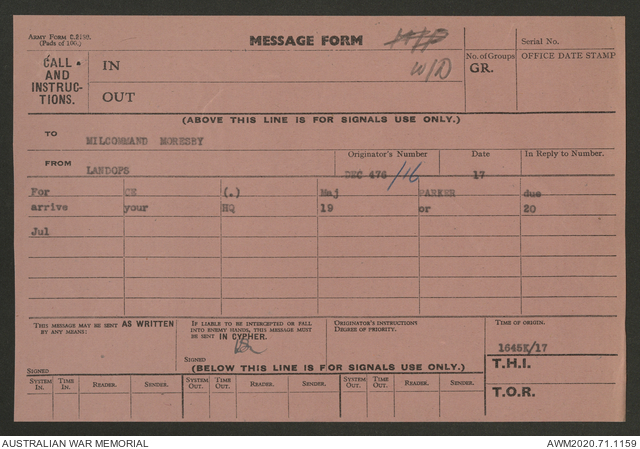 Army Form C.2128.
(Pads of 100.)
MESSAGE FORM
W/D
Serial No.
CALL
AND
INSTRUC-
TIONS.
IN
OUT
No. of Groups
GR.
OFFICE DATE STAMP
(ABOVE THIS LINE IS FOR SIGNALS USE ONLY.)
TO
MILCOMMAND MORESBY
FROM
LANDOPS
Originator's Number
DEC 476 /16
Date
17
In Reply to Number.
For CE (.) Maj PARKER due
arrive your HQ 19 or 20
Jul
THIS MESSAGE MAY BE SENT AS WRITTEN
BY ANY MEANS:
SIGNED
IF LIABLE TO BE INTERCEPTED OR FALL
INTO ENEMY HANDS, THIS MESSAGE MUST
BE SENT IN CYPHER.
SIGNED
ORIGINATOR'S INSTRUCTIONS
DEGREE OF PRIORITY.
TIME OF ORIGIN.
1645K/17
T.H.I.
T.O.R.
(BELOW THIS LINE IS FOR SIGNALS USE ONLY.)
SYSTEM IN. TIME IN. READER. SENDER. SYSTEM OUT. TIME OUT. READER. SENDER. SYSTEM OUT. TIME OUT. READER. SENDER.
AUSTRALIAN WAR MEMORIAL
AWM2020.71.1159